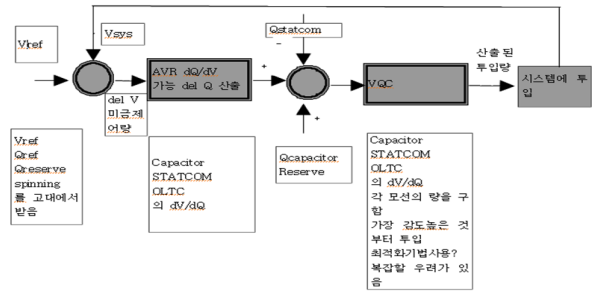 Vref
Vsys
Qstatcom
산출된
투입량
AVR dQ/dV
가능 del Q 산출
VQC
시스템에 투
입
del V
미금제
어량
Vref
Qref
Qreserve
spinning
를 고대에서
받음
Capacitor
STATCOM
OLTC
의 dV/dQ
Qcapacitor
Reserve
Capacitor
STATCOM
OLTC
의 dV/dQ
각 모선의 량을 구
함
가장 감도높은 것
부터 투입
최적화기법사용?
복잡할 우려가 있
음